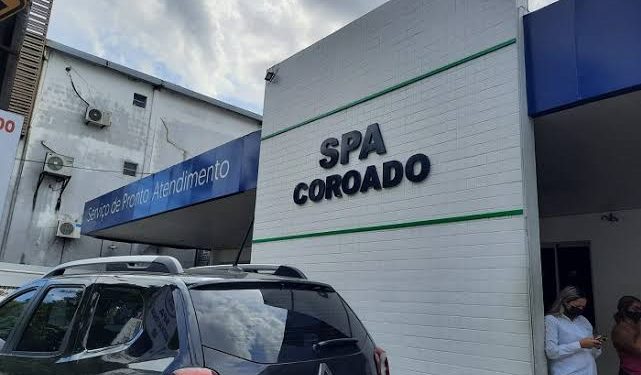 Serviço de Pronto Atendimento
SPA
COROADO